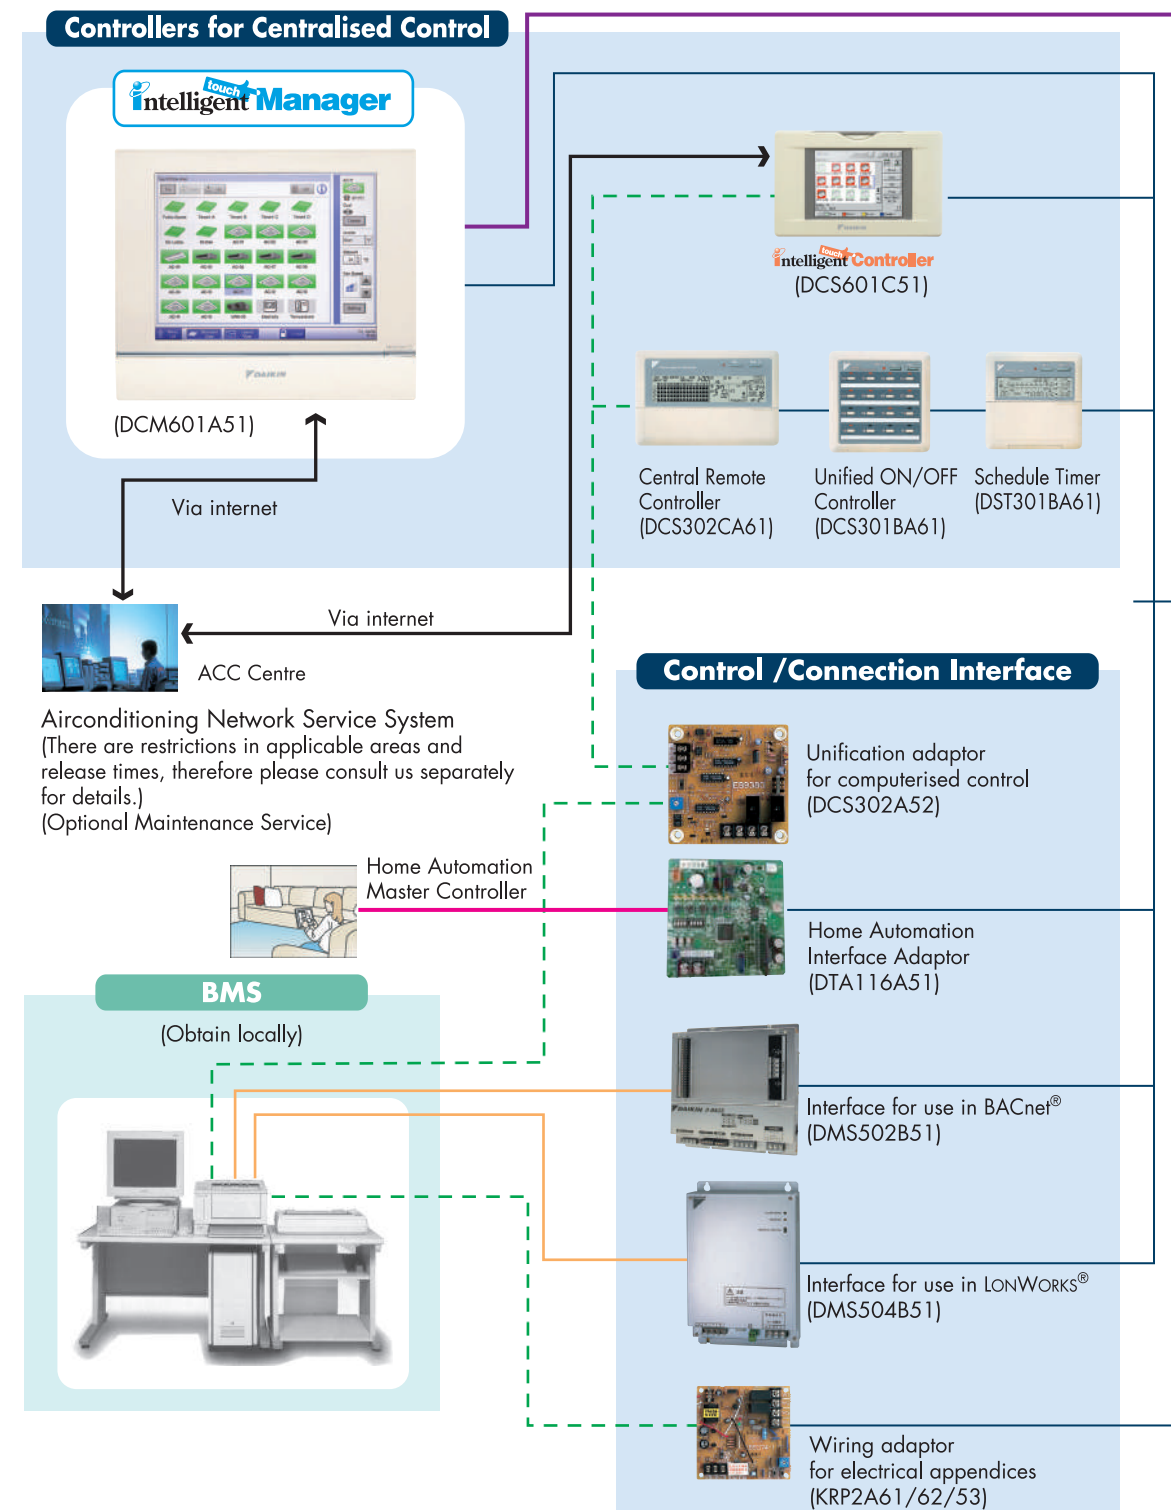 Controllers for Centralised Control
intelligent touch Manager
DAIKIN
(DCM601A51)
Via internet
intelligent touch Controller
(DCS601C51)
Central Remote
Controller
(DCS302CA61)
Unified ON/OFF
Controller
(DCS301BA61)
Schedule Timer
(DST301BA61)
Via internet
ACC Centre
Airconditioning Network Service System
(There are restrictions in applicable areas and
release times, therefore please consult us separately
for details.)
(Optional Maintenance Service)
Control /Connection Interface
Unification adaptor
for computerised control
(DCS302A52)
Home Automation
Master Controller
Home Automation
Interface Adaptor
(DTA116A51)
BMS
(Obtain locally)
DAIKIN
Interface for use in BACnet®
(DMS502B51)
Interface for use in LONWORKS®
(DMS504B51)
Wiring adaptor
for electrical appendices
(KRP2A61/62/53)